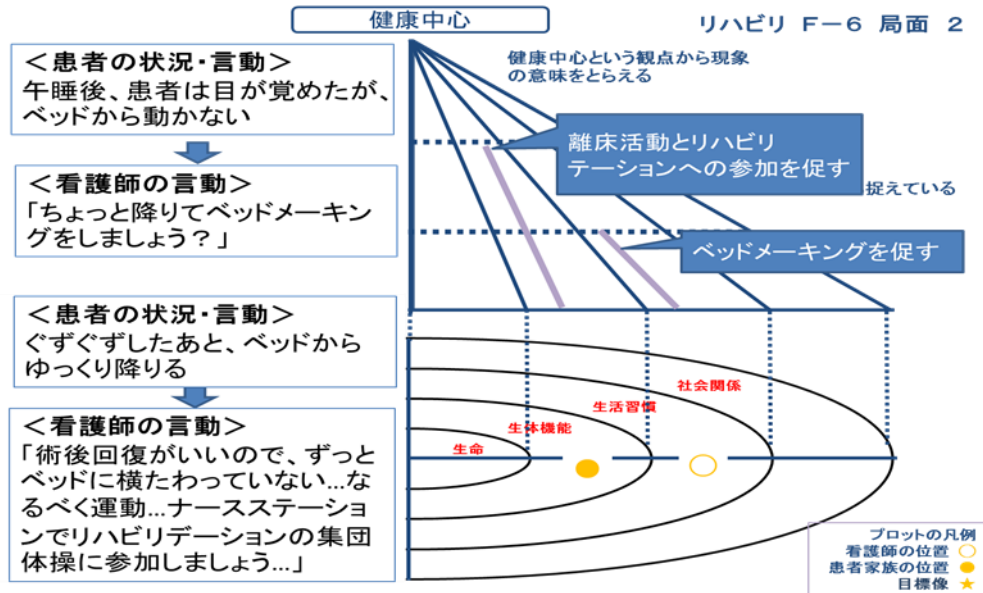 健康中心
リハビリ F－6 局面 2
＜患者の状況・言動＞
午睡後、患者は目が覚めたが、
ベッドから動かない
＜看護師の言動＞
「ちょっと降りてベッドメーキン
グをしましょう？」
＜患者の状況・言動＞
ぐずぐずしたあと、ベッドから
ゆっくり降りる
＜看護師の言動＞
「術後回復がいいので、ずっと
ベッドに横たわっていない…な
るべく運動…ナースステーショ
ンでリハビリデーションの集団
体操に参加しましょう…」
健康中心という観点から現象
の意味をとらえる
離床活動とリハビリ
テーションへの参加を促す
捉えている
ベッドメーキングを促す
社会関係
生活習慣
生体機能
生命
プロットの凡例
看護師の位置
患者家族の位置
目標像